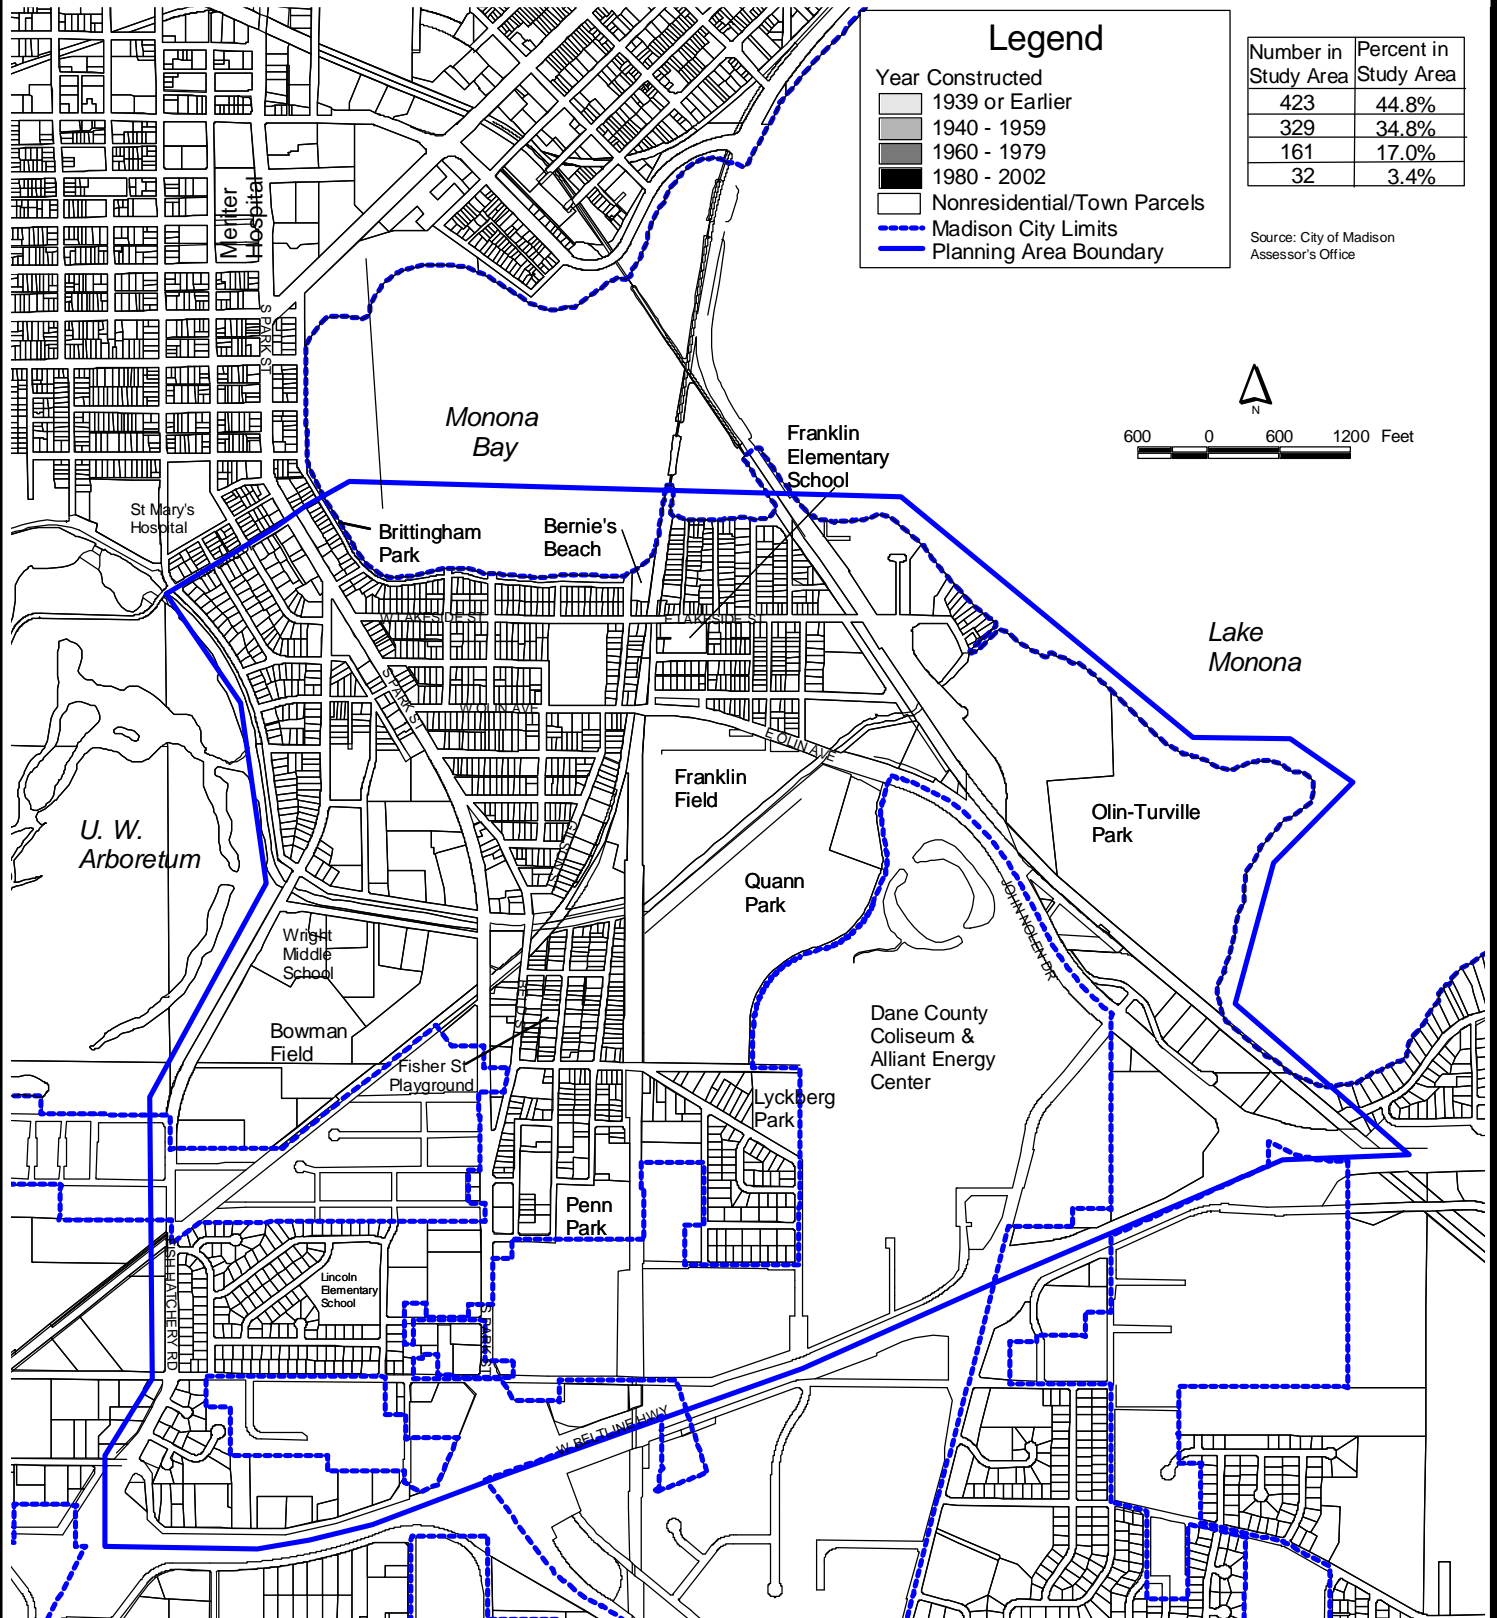 Legend
Year Constructed
1939 or Earlier
1940 - 1959
1960 - 1979
1980 - 2002
Nonresidential/Town Parcels
Madison City Limits
Planning Area Boundary
Number in Study Area
Percent in Study Area
423 44.8%
329 34.8%
161 17.0%
32 3.4%
Source: City of Madison
Assessor's Office
N
600 0 600 1200 Feet
Meriter
Hospital
S PARK ST
Monona
Bay
Franklin
Elementary
School
St Mary's
Hospital
Brittingham
Park
Bernie's
Beach
W LAKESIDE ST
E LAKESIDE ST
Lake
Monona
S PARK ST
W OLIN AVE
E OLIN AVE
Franklin
Field
Olin-Turville
Park
U. W.
Arboretum
Quann
Park
JOHN NOLEN DR
Wright
Middle
School
Bowman
Field
Dane County
Coliseum &
Alliant Energy
Center
Fisher St
Playground
Lyckberg
Park
Penn
Park
Lincoln
Elementary
School
FISH HATCHERY RD
S PARK ST
W BELTLINE HWY